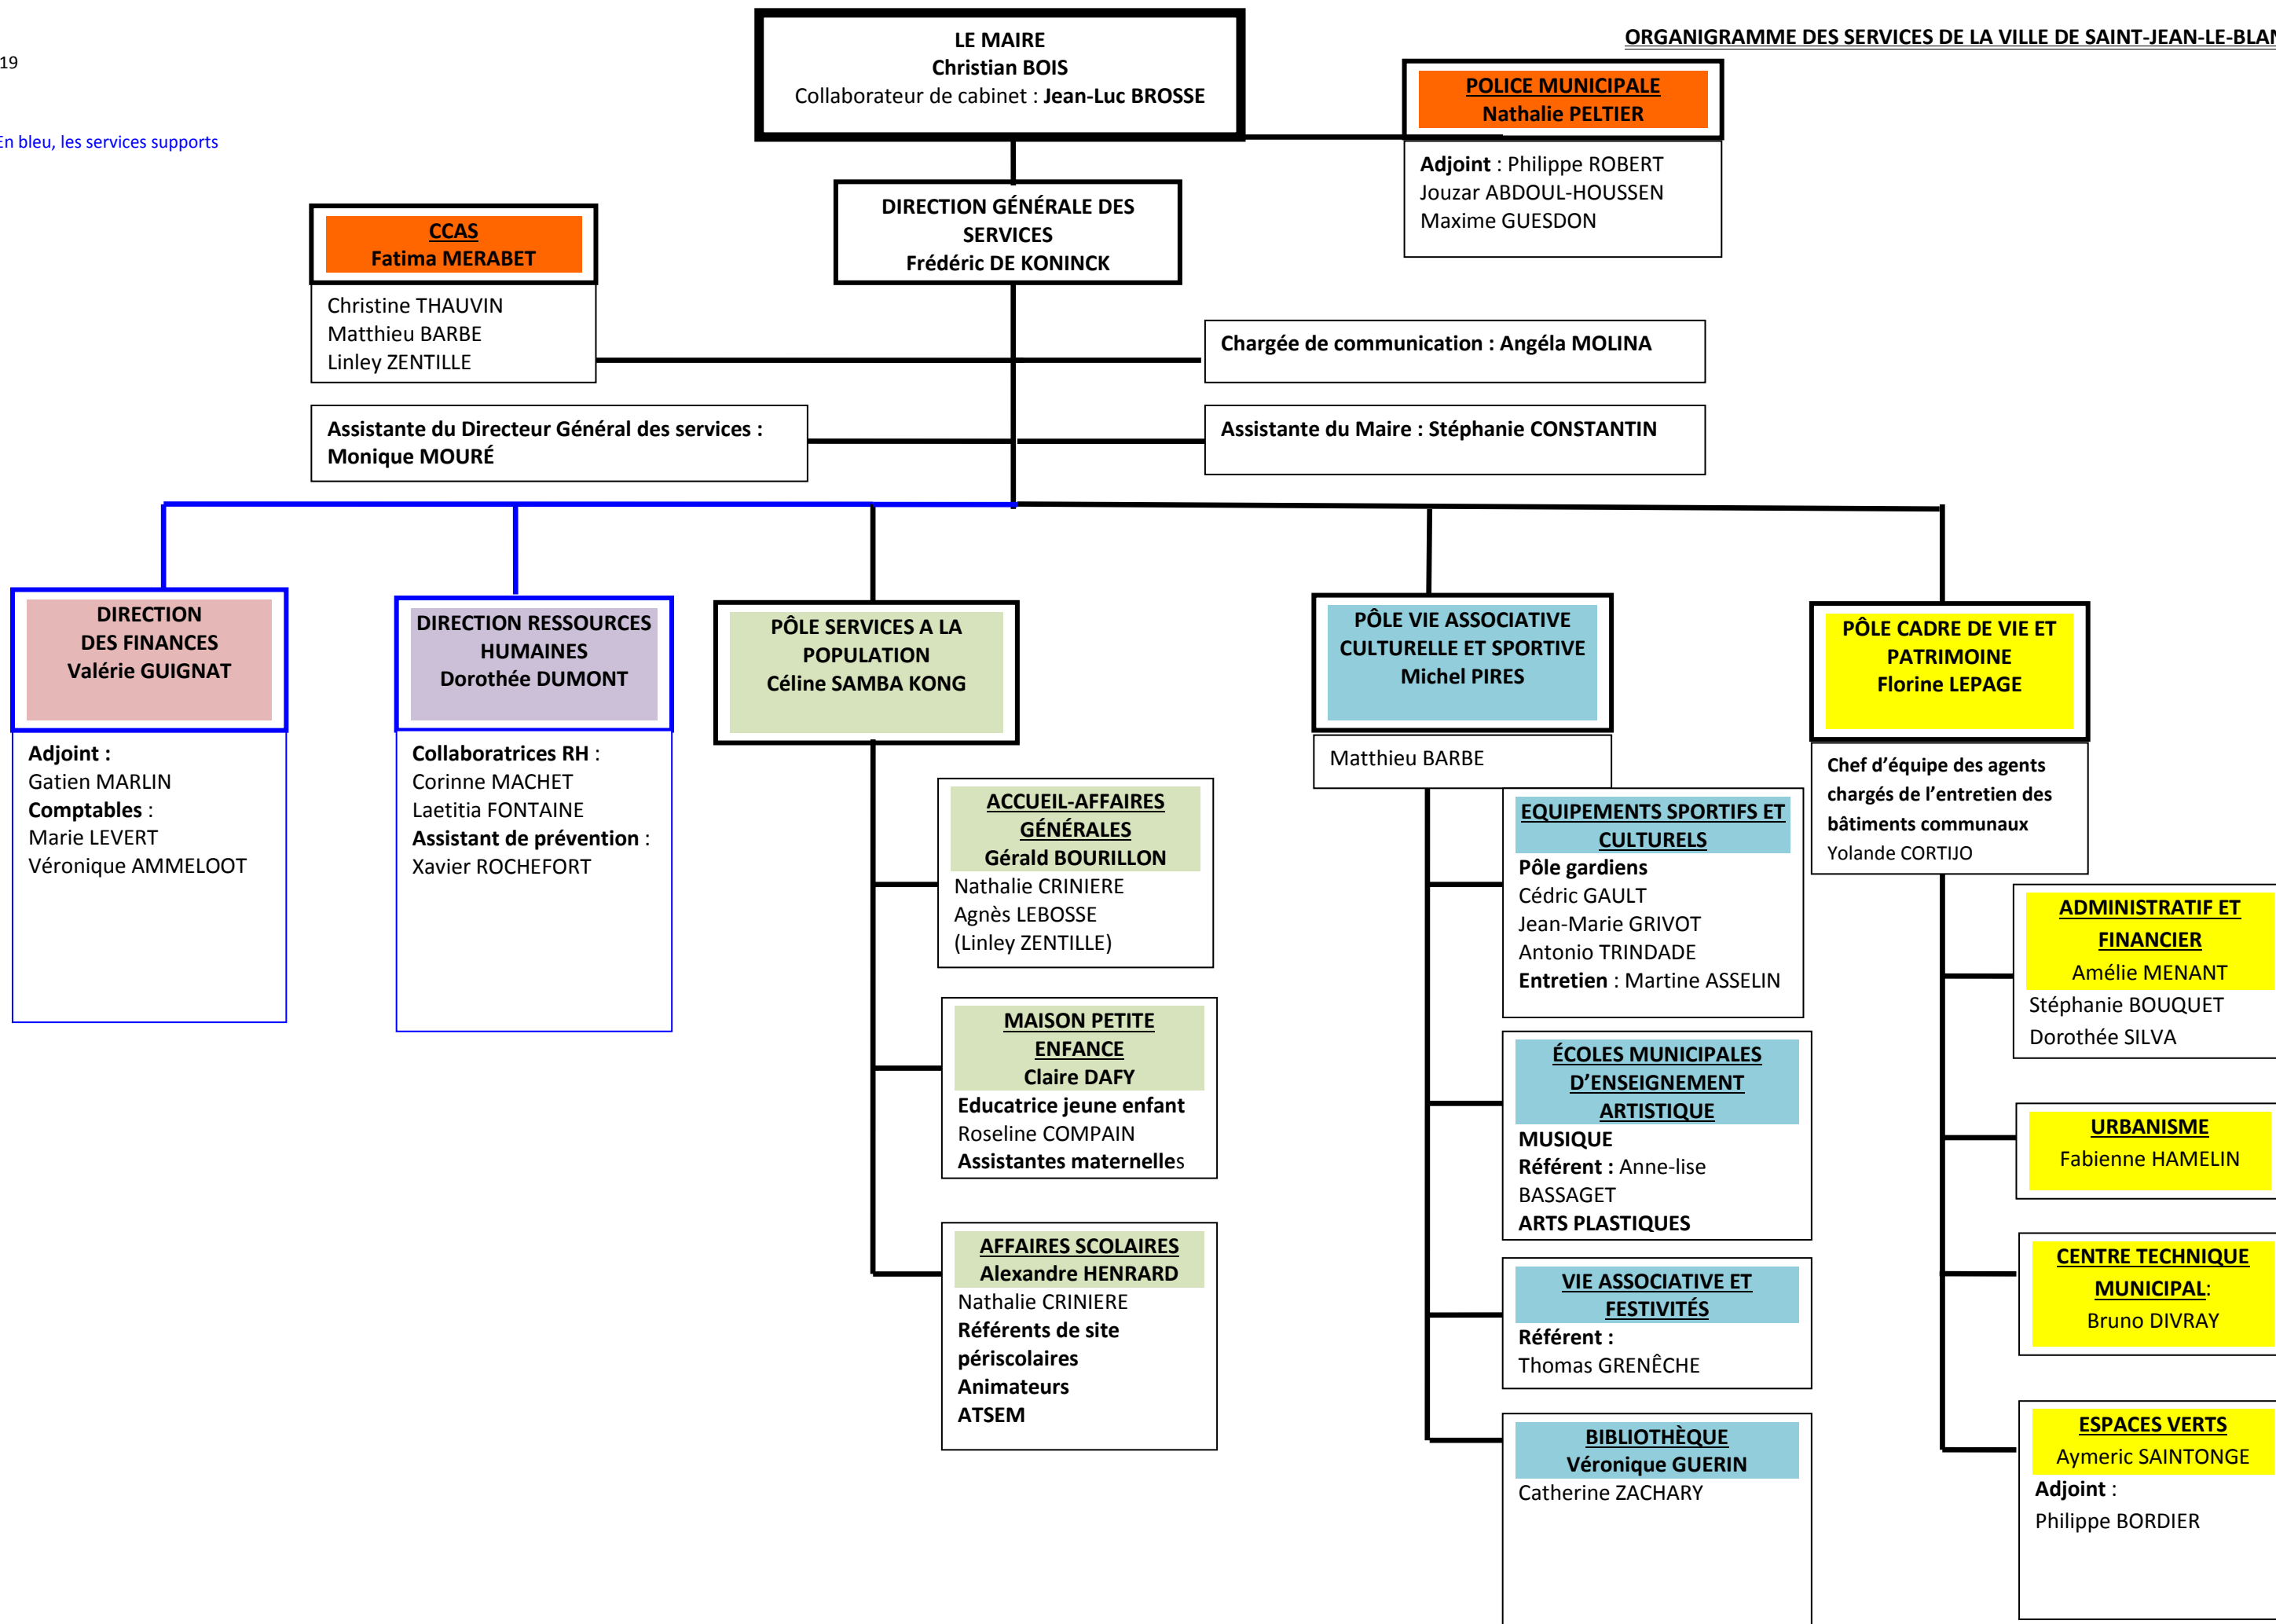 ORGANIGRAMME DES SERVICES DE LA VILLE DE SAINT-JEAN-LE-BLAN
19
En bleu, les services supports
LE MAIRE
Christian BOIS
Collaborateur de cabinet : Jean-Luc BROSSE
POLICE MUNICIPALE
Nathalie PELTIER
Adjoint : Philippe ROBERT
Jouzar ABDOUL-HOUSSEN
Maxime GUESDON
DIRECTION GÉNÉRALE DES
SERVICES
Frédéric DE KONINCK
CCAS
Fatima MERABET
Christine THAUVIN
Matthieu BARBE
Linley ZENTILLE
Chargée de communication : Angéla MOLINA
Assistante du Directeur Général des services :
Monique MOURÉ
Assistante du Maire : Stéphanie CONSTANTIN
DIRECTION
DES FINANCES
Valérie GUIGNAT
Adjoint :
Gatien MARLIN
Comptables :
Marie LEVERT
Véronique AMMELOOT
DIRECTION RESSOURCES
HUMAINES
Dorothée DUMONT
Collaboratrices RH :
Corinne MACHET
Laetitia FONTAINE
Assistant de prévention :
Xavier ROCHEFORT
PÔLE SERVICES A LA
POPULATION
Céline SAMBA KONG
ACCUEIL-AFFAIRES
GÉNÉRALES
Gérald BOURILLON
Nathalie CRINIERE
Agnès LEBOSSE
(Linley ZENTILLE)
MAISON PETITE
ENFANCE
Claire DAFY
Educatrice jeune enfant
Roseline COMPAIN
Assistantes maternelles
AFFAIRES SCOLAIRES
Alexandre HENRARD
Nathalie CRINIERE
Référents de site
périscolaires
Animateurs
ATSEM
PÔLE VIE ASSOCIATIVE
CULTURELLE ET SPORTIVE
Michel PIRES
Matthieu BARBE
EQUIPEMENTS SPORTIFS ET
CULTURELS
Pôle gardiens
Cédric GAULT
Jean-Marie GRIVOT
Antonio TRINDADE
Entretien : Martine ASSELIN
ÉCOLES MUNICIPALES
D'ENSEIGNEMENT
ARTISTIQUE
MUSIQUE
Référent : Anne-lise
BASSAGET
ARTS PLASTIQUES
VIE ASSOCIATIVE ET
FESTIVITÉS
Référent :
Thomas GRENÊCHE
BIBLIOTHÈQUE
Véronique GUERIN
Catherine ZACHARY
PÔLE CADRE DE VIE ET
PATRIMOINE
Florine LEPAGE
Chef d'équipe des agents
chargés de l'entretien des
bâtiments communaux
Yolande CORTIJO
ADMINISTRATIF ET
FINANCIER
Amélie MENANT
Stéphanie BOUQUET
Dorothée SILVA
URBANISME
Fabienne HAMELIN
CENTRE TECHNIQUE
MUNICIPAL:
Bruno DIVRAY
ESPACES VERTS
Aymeric SAINTONGE
Adjoint :
Philippe BORDIER